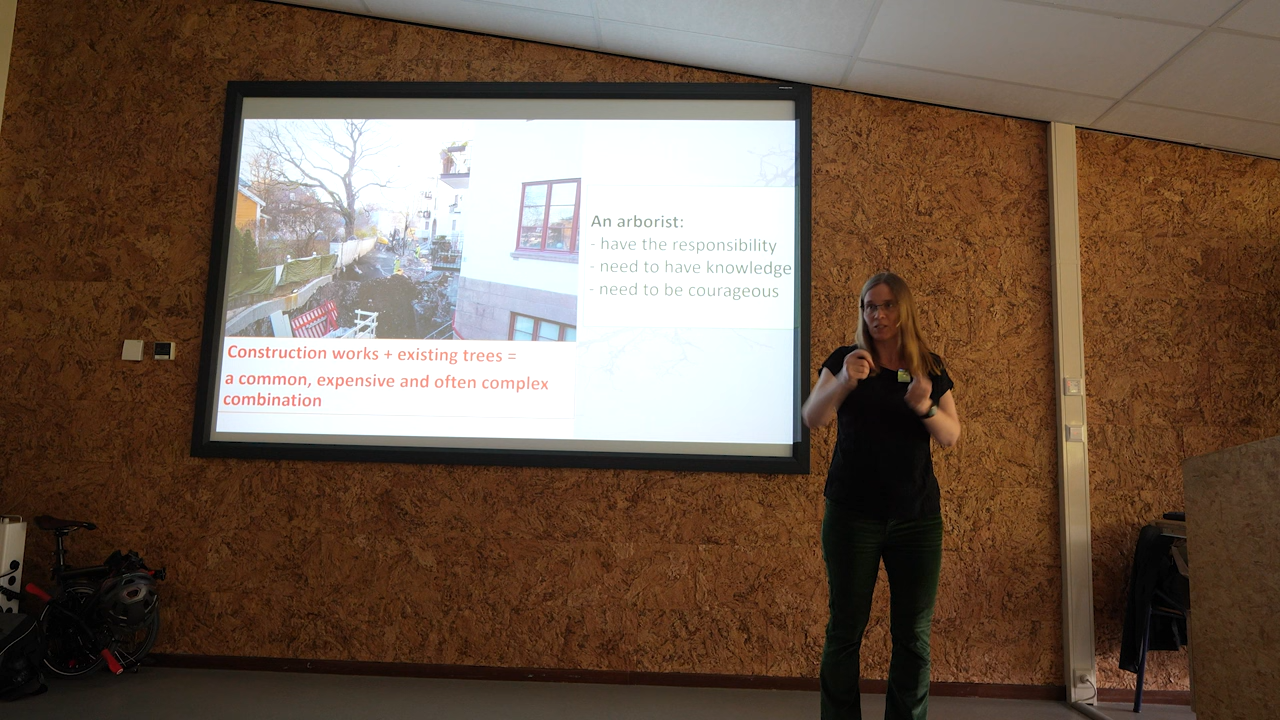 An arborist:
- have the responsibility
- need to have knowledge
- need to be courageous
Construction works + existing trees =
a common, expensive and often complex
combination